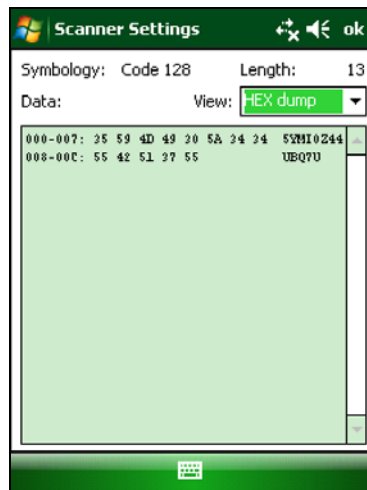 Scanner Settings ok
Symbology: Code 128 Length: 13
Data: View: HEX dump
000-007: 35 59 4D 49 30 5A 34 34 5YMI0Z44
008-00C: 55 42 51 37 55 UBQ7U